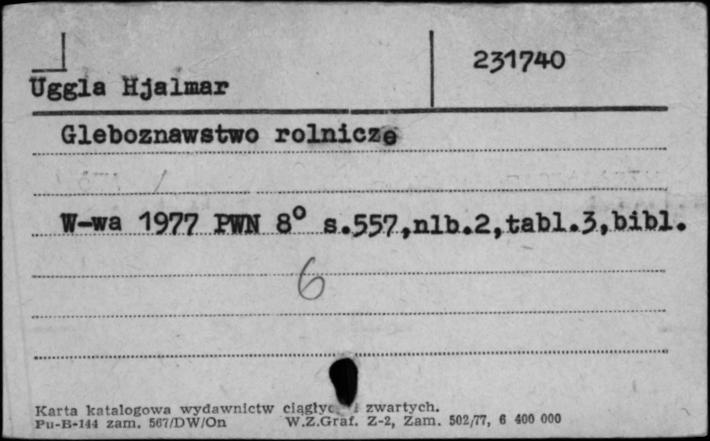 231740
Uggla Hjalmar
Gleboznawstwo rolnicze
W-wa 1977 PWN 8° s.557,nlb.2,tabl.3,bibl.
6
Karta katalogowa wydawnictw zwartych.
Pu-B-144 zam. 567/DW/On W.Z.Graf. Z-2, Zam. 502/77, 6 400 000